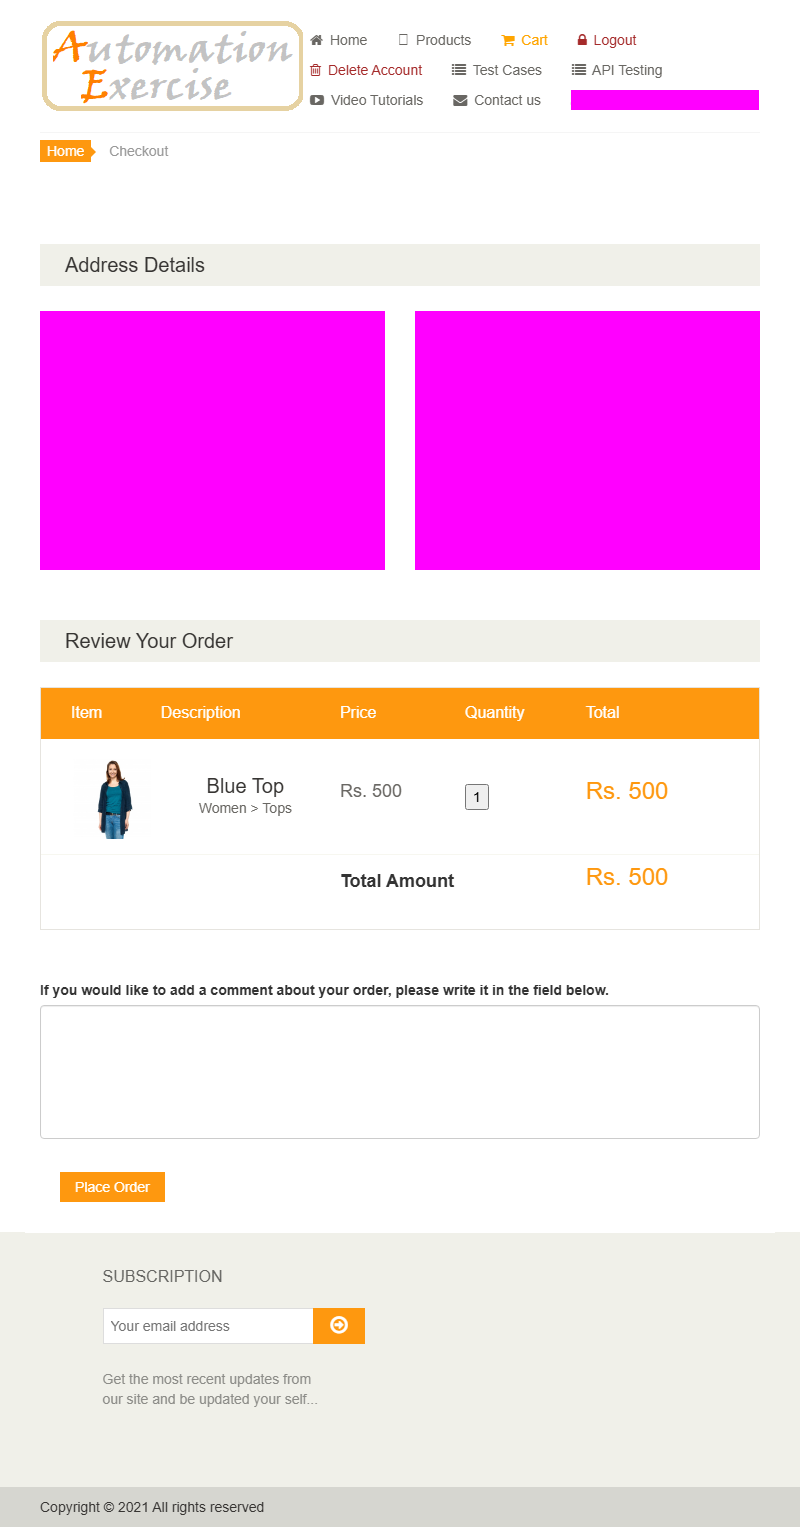 Automation
Exercise
Home Products Cart Logout
Delete Account Test Cases API Testing
Video Tutorials Contact us
Home Checkout
Address Details
Review Your Order
Item Description Price Quantity Total
Blue Top
Women > Tops
Rs. 500
1
Rs. 500
Total Amount Rs. 500
If you would like to add a comment about your order, please write it in the field below.
Place Order
SUBSCRIPTION
Your email address
Get the most recent updates from
our site and be updated your self...
Copyright © 2021 All rights reserved